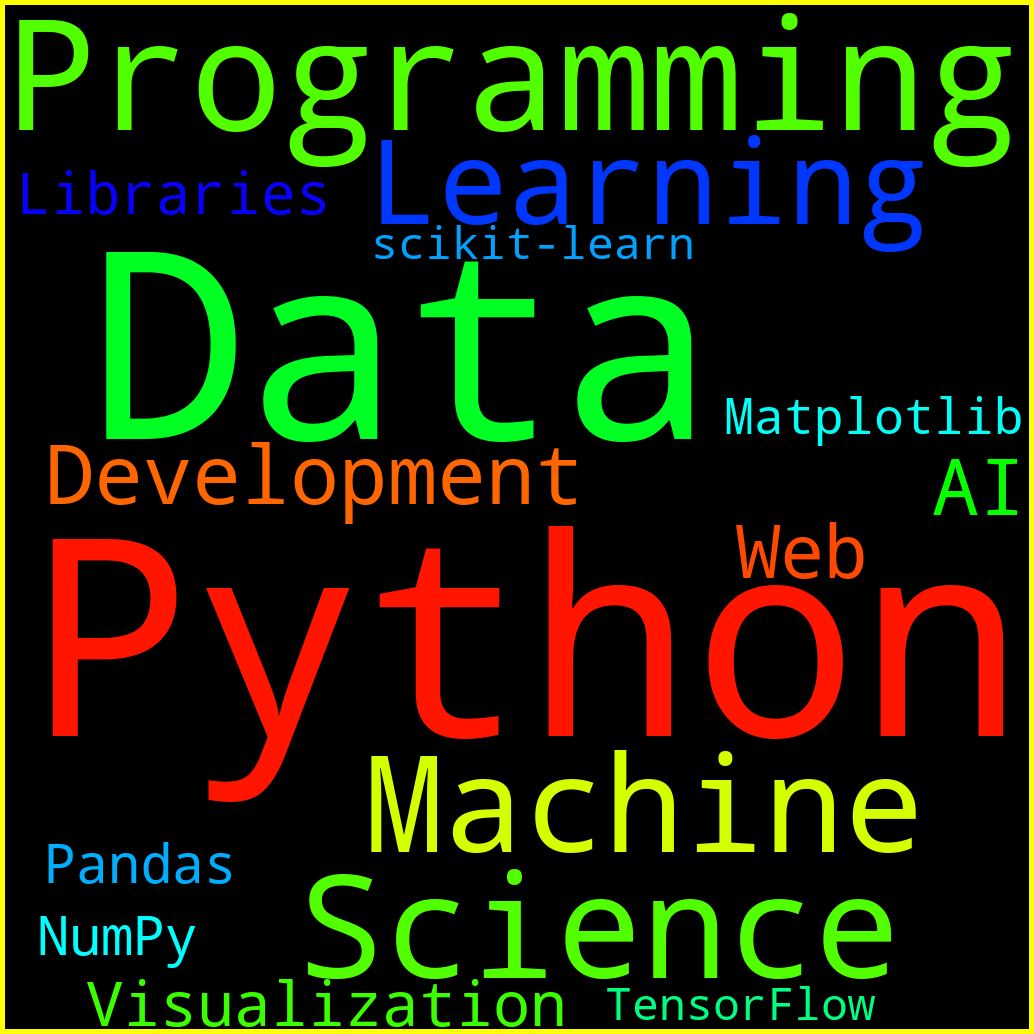 Programming
Libraries Learning
scikit-learn
Data
Matplotlib
Development AI
Web
Python
Machine
Pandas
Science
NumPy
Visualization TensorFlow